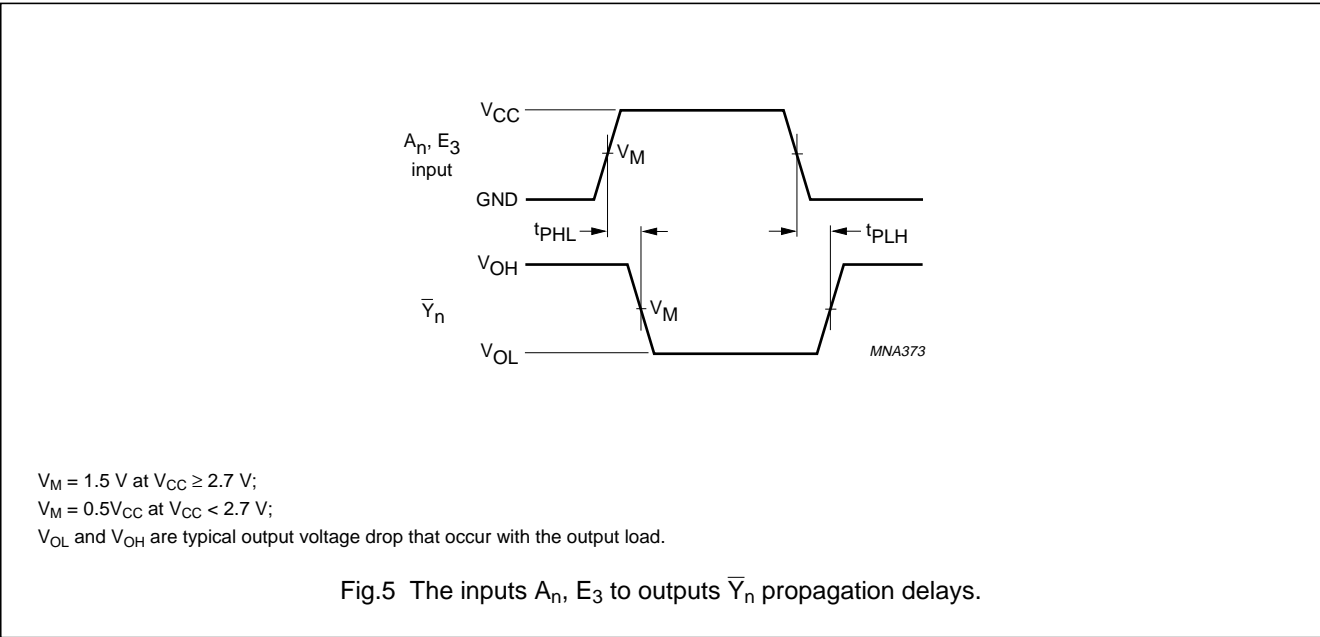 VCC
An, E3
input
VM
GND
tPHL
tPLH
VOH
Y̅n
VM
VOL
MNA373
VM = 1.5 V at VCC ≥ 2.7 V;
VM = 0.5VCC at VCC < 2.7 V;
VOL and VOH are typical output voltage drop that occur with the output load.
Fig.5 The inputs An, E3 to outputs Y̅n propagation delays.